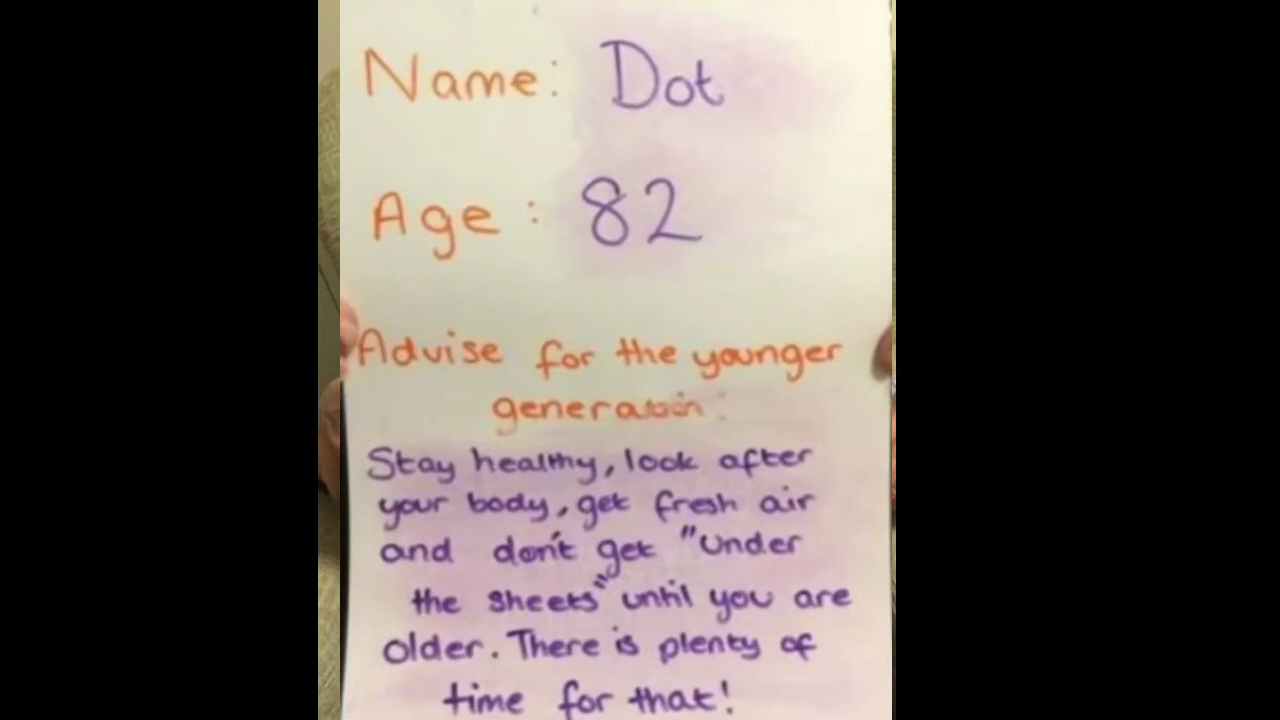 Name: Dot
Age: 82
Advise for the younger
generation:
Stay healthy, look after
your body, get fresh air
and don't get "under
the sheets" until you are
older. There is plenty of
time for that!